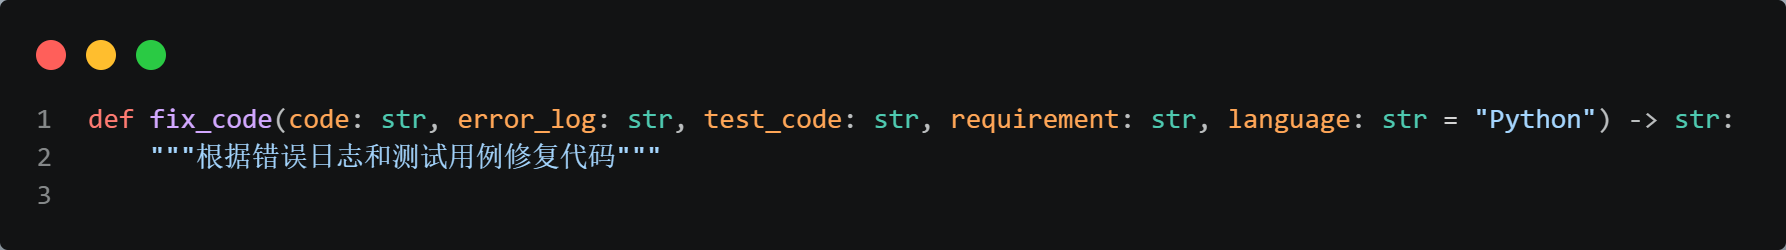 1 def fix_code(code: str, error_log: str, test_code: str, requirement: str, language: str = "Python") -> str:
2     """根据错误日志和测试用例修复代码"""
3